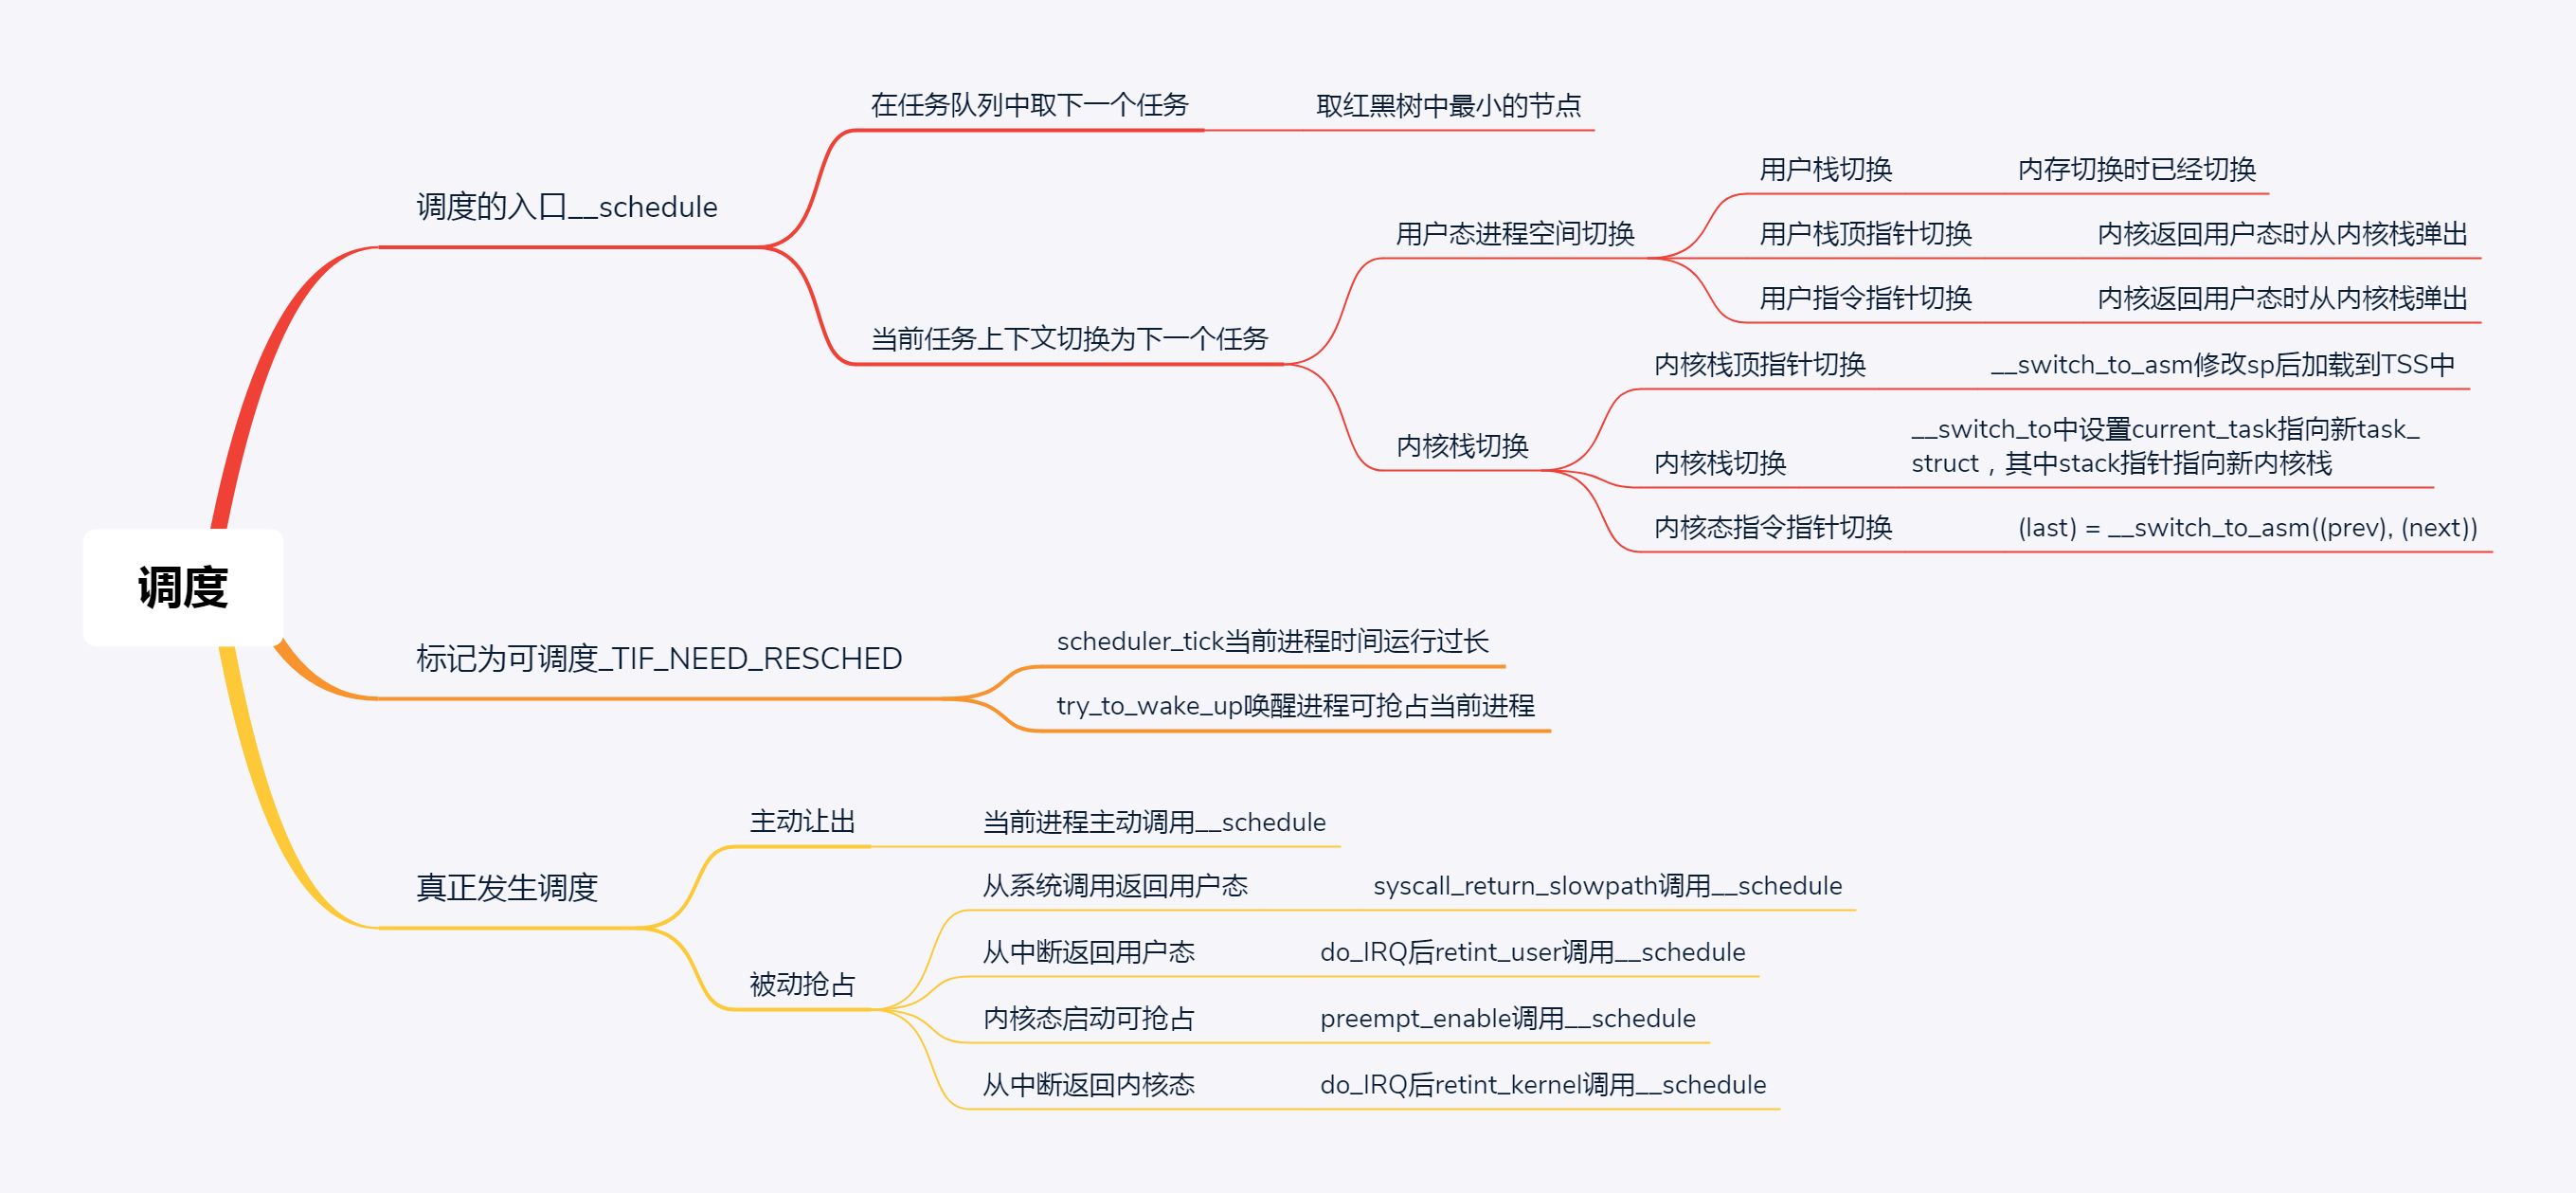 调度
调度的入口__schedule
在任务队列中取下一个任务
取红黑树中最小的节点
当前任务上下文切换为下一个任务
用户态进程空间切换
用户栈切换
内存切换时已经切换
用户栈顶指针切换
内核返回用户态时从内核栈弹出
用户指令指针切换
内核返回用户态时从内核栈弹出
内核栈切换
内核栈顶指针切换
__switch_to_asm修改sp后加载到TSS中
内核栈切换
__switch_to中设置current_task指向新task_
struct，其中stack指针指向新内核栈
内核态指令指针切换
(last) = __switch_to_asm((prev), (next))
标记为可调度_TIF_NEED_RESCHED
scheduler_tick当前进程时间运行过长
try_to_wake_up唤醒进程可抢占当前进程
真正发生调度
主动让出
当前进程主动调用__schedule
被动抢占
从系统调用返回用户态
syscall_return_slowpath调用__schedule
从中断返回用户态
do_IRQ后retint_user调用__schedule
内核态启动可抢占
preempt_enable调用__schedule
从中断返回内核态
do_IRQ后retint_kernel调用__schedule